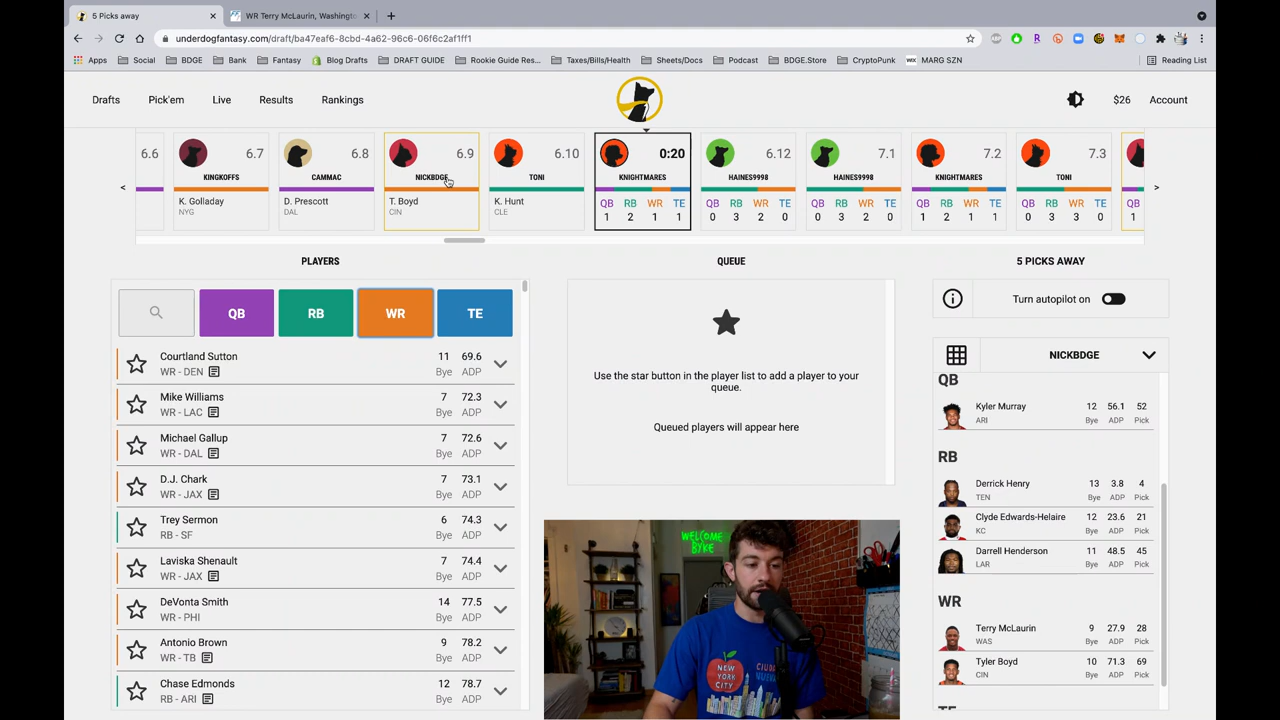 5 Picks away
WR Terry McLaurin, Washingto
underdogfantasy.com/draft/ba47eaf6-8cbd-4a62-96c6-06f6c2af1ff1
Apps Social BDGE Bank Fantasy Blog Drafts DRAFT GUIDE Rookie Guide Res... Taxes/Bills/Health Sheets/Docs Podcast BDGE.Store CryptoPunk WIX MARG SZN Reading List
Drafts Pick'em Live Results Rankings $26 Account
6.6 6.7 6.8 6.9 6.10 0:20 6.12 7.1 7.2 7.3
KINGKOFFS CAMMAC NICKBDGE TONI KNIGHTMARES HAINES9998 HAINES9998 KNIGHTMARES TONI
K. Golladay D. Prescott T. Boyd K. Hunt QB RB WR TE QB RB WR TE QB RB WR TE QB RB WR TE QB RB WR TE QB
NYG DAL CIN CLE 1 2 1 1 0 3 2 0 0 3 2 0 1 2 1 1 0 3 3 0 1
< >
PLAYERS QUEUE 5 PICKS AWAY
QB RB WR TE
Courtland Sutton 11 69.6
WR - DEN Bye ADP
Mike Williams 7 72.3
WR - LAC Bye ADP
Michael Gallup 7 72.6
WR - DAL Bye ADP
D.J. Chark 7 73.1
WR - JAX Bye ADP
Trey Sermon 6 74.3
RB - SF Bye ADP
Laviska Shenault 7 74.4
WR - JAX Bye ADP
DeVonta Smith 14 77.5
WR - PHI Bye ADP
Antonio Brown 9 78.2
WR - TB Bye ADP
Chase Edmonds 12 78.7
RB - ARI Bye ADP
Use the star button in the player list to add a player to your
queue.
Queued players will appear here
WELCOME
NEW
YORK
CITY
Turn autopilot on
NICKBDGE
QB
Kyler Murray 12 56.1 52
ARI Bye ADP Pick
RB
Derrick Henry 13 3.8 4
TEN Bye ADP Pick
Clyde Edwards-Helaire 12 23.6 21
KC Bye ADP Pick
Darrell Henderson 11 48.5 45
LAR Bye ADP Pick
WR
Terry McLaurin 9 27.9 28
WAS Bye ADP Pick
Tyler Boyd 10 71.3 69
CIN Bye ADP Pick